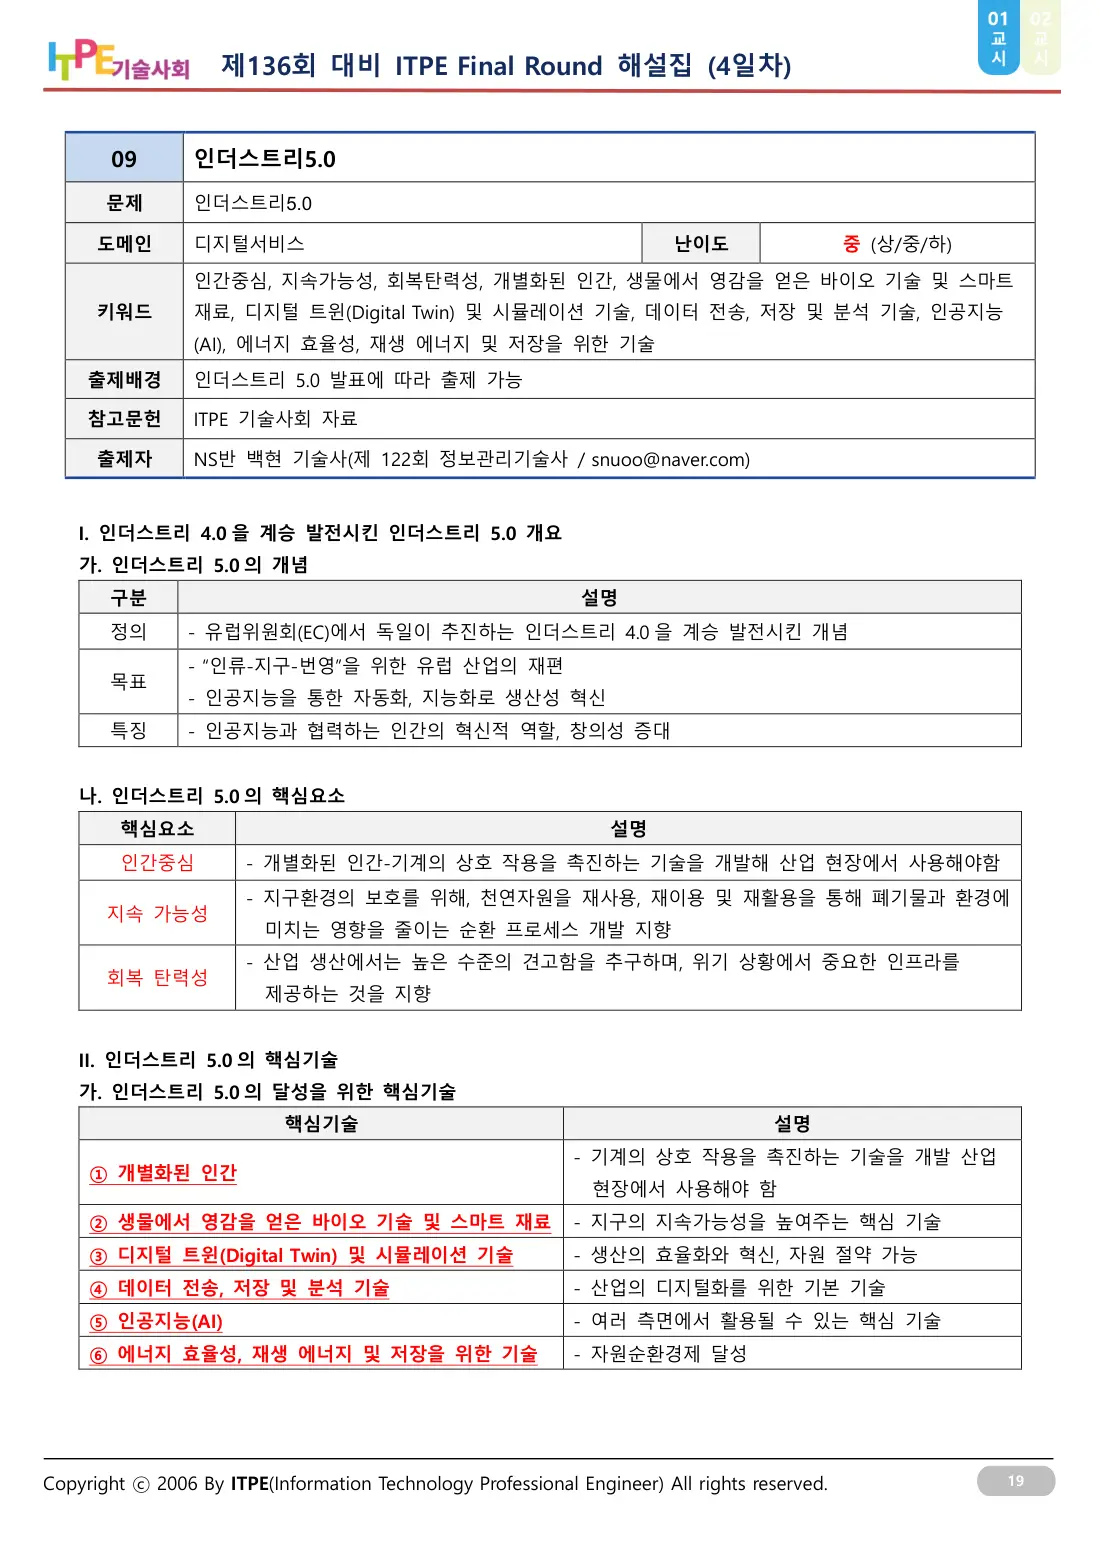 01
교
시
02
교
시
ITPE기술사회
제136회 대비 ITPE Final Round 해설집 (4일차)
09 인더스트리5.0
문제 인더스트리5.0
도메인 디지털서비스 난이도 중 (상/중/하)
키워드
인간중심, 지속가능성, 회복탄력성, 개별화된 인간, 생물에서 영감을 얻은 바이오 기술 및 스마트
재료, 디지털 트윈(Digital Twin) 및 시뮬레이션 기술, 데이터 전송, 저장 및 분석 기술, 인공지능
(AI), 에너지 효율성, 재생 에너지 및 저장을 위한 기술
출제배경 인더스트리 5.0 발표에 따라 출제 가능
참고문헌 ITPE 기술사회 자료
출제자 NS반 백현 기술사(제 122회 정보관리기술사 / snuoo@naver.com)
I. 인더스트리 4.0을 계승 발전시킨 인더스트리 5.0 개요
가. 인더스트리 5.0의 개념
구분 설명
정의 - 유럽위원회(EC)에서 독일이 추진하는 인더스트리 4.0을 계승 발전시킨 개념
목표
- “인류-지구-번영”을 위한 유럽 산업의 재편
- 인공지능을 통한 자동화, 지능화로 생산성 혁신
특징 - 인공지능과 협력하는 인간의 혁신적 역할, 창의성 증대
나. 인더스트리 5.0의 핵심요소
핵심요소 설명
인간중심 - 개별화된 인간-기계의 상호 작용을 촉진하는 기술을 개발해 산업 현장에서 사용해야함
지속 가능성
- 지구환경의 보호를 위해, 천연자원을 재사용, 재이용 및 재활용을 통해 폐기물과 환경에
미치는 영향을 줄이는 순환 프로세스 개발 지향
회복 탄력성
- 산업 생산에서는 높은 수준의 견고함을 추구하며, 위기 상황에서 중요한 인프라를
제공하는 것을 지향
II. 인더스트리 5.0의 핵심기술
가. 인더스트리 5.0의 달성을 위한 핵심기술
핵심기술 설명
① 개별화된 인간
- 기계의 상호 작용을 촉진하는 기술을 개발 산업
현장에서 사용해야 함
② 생물에서 영감을 얻은 바이오 기술 및 스마트 재료 - 지구의 지속가능성을 높여주는 핵심 기술
③ 디지털 트윈(Digital Twin) 및 시뮬레이션 기술 - 생산의 효율화와 혁신, 자원 절약 가능
④ 데이터 전송, 저장 및 분석 기술 - 산업의 디지털화를 위한 기본 기술
⑤ 인공지능(AI) - 여러 측면에서 활용될 수 있는 핵심 기술
⑥ 에너지 효율성, 재생 에너지 및 저장을 위한 기술 - 자원순환경제 달성
Copyright ⓒ 2006 By ITPE(Information Technology Professional Engineer) All rights reserved.
19